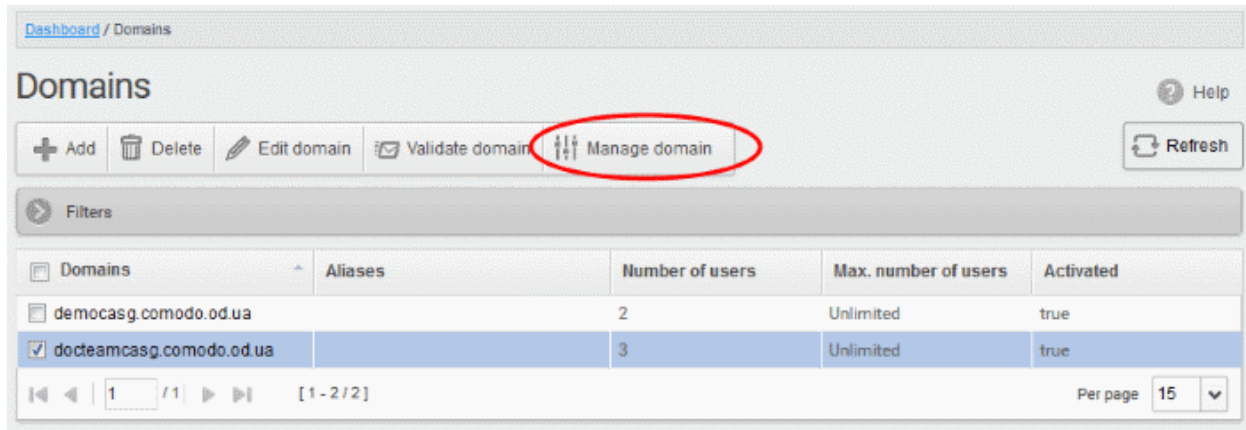 Dashboard / Domains
Domains
Help
Add Delete Edit domain Validate domain Manage domain Refresh
Filters
Domains Aliases Number of users Max. number of users Activated
democasg.comodo.od.ua 2 Unlimited true
docteamcasg.comodo.od.ua 3 Unlimited true
1 / 1 [ 1 - 2 / 2 ] Per page 15